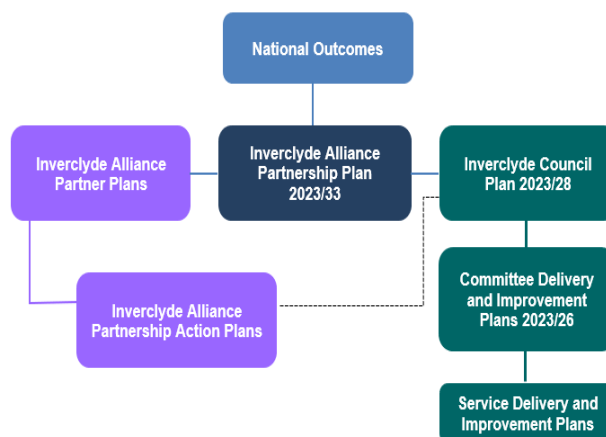 National Outcomes
Inverclyde Alliance
Partner Plans
Inverclyde Alliance
Partnership Plan
2023/33
Inverclyde Council
Plan 2023/28
Inverclyde Alliance
Partnership Action Plans
Committee Delivery
and Improvement
Plans 2023/26
Service Delivery and
Improvement Plans